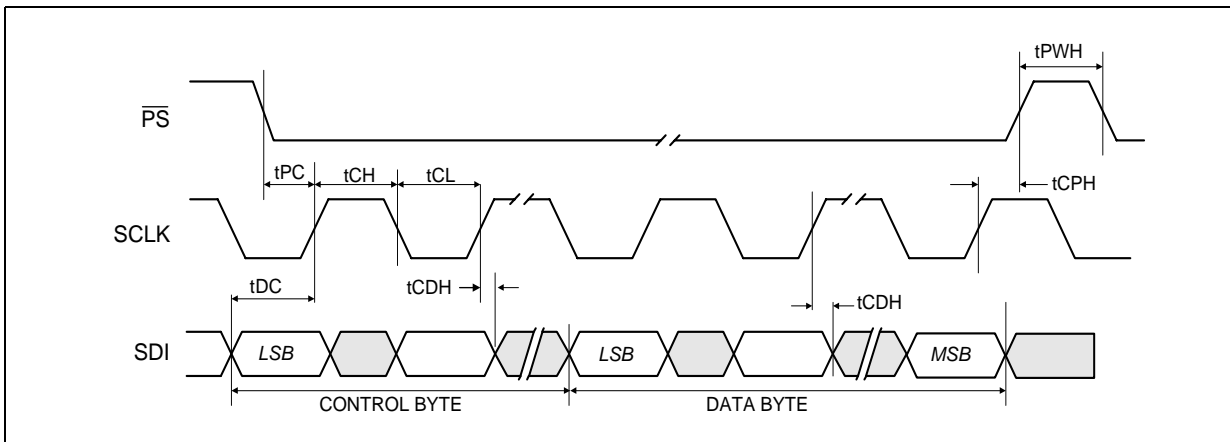 tPWH
PS
tPC tCH tCL tCPH
SCLK
tDC tCDH tCDH
SDI LSB LSB MSB
CONTROL BYTE DATA BYTE